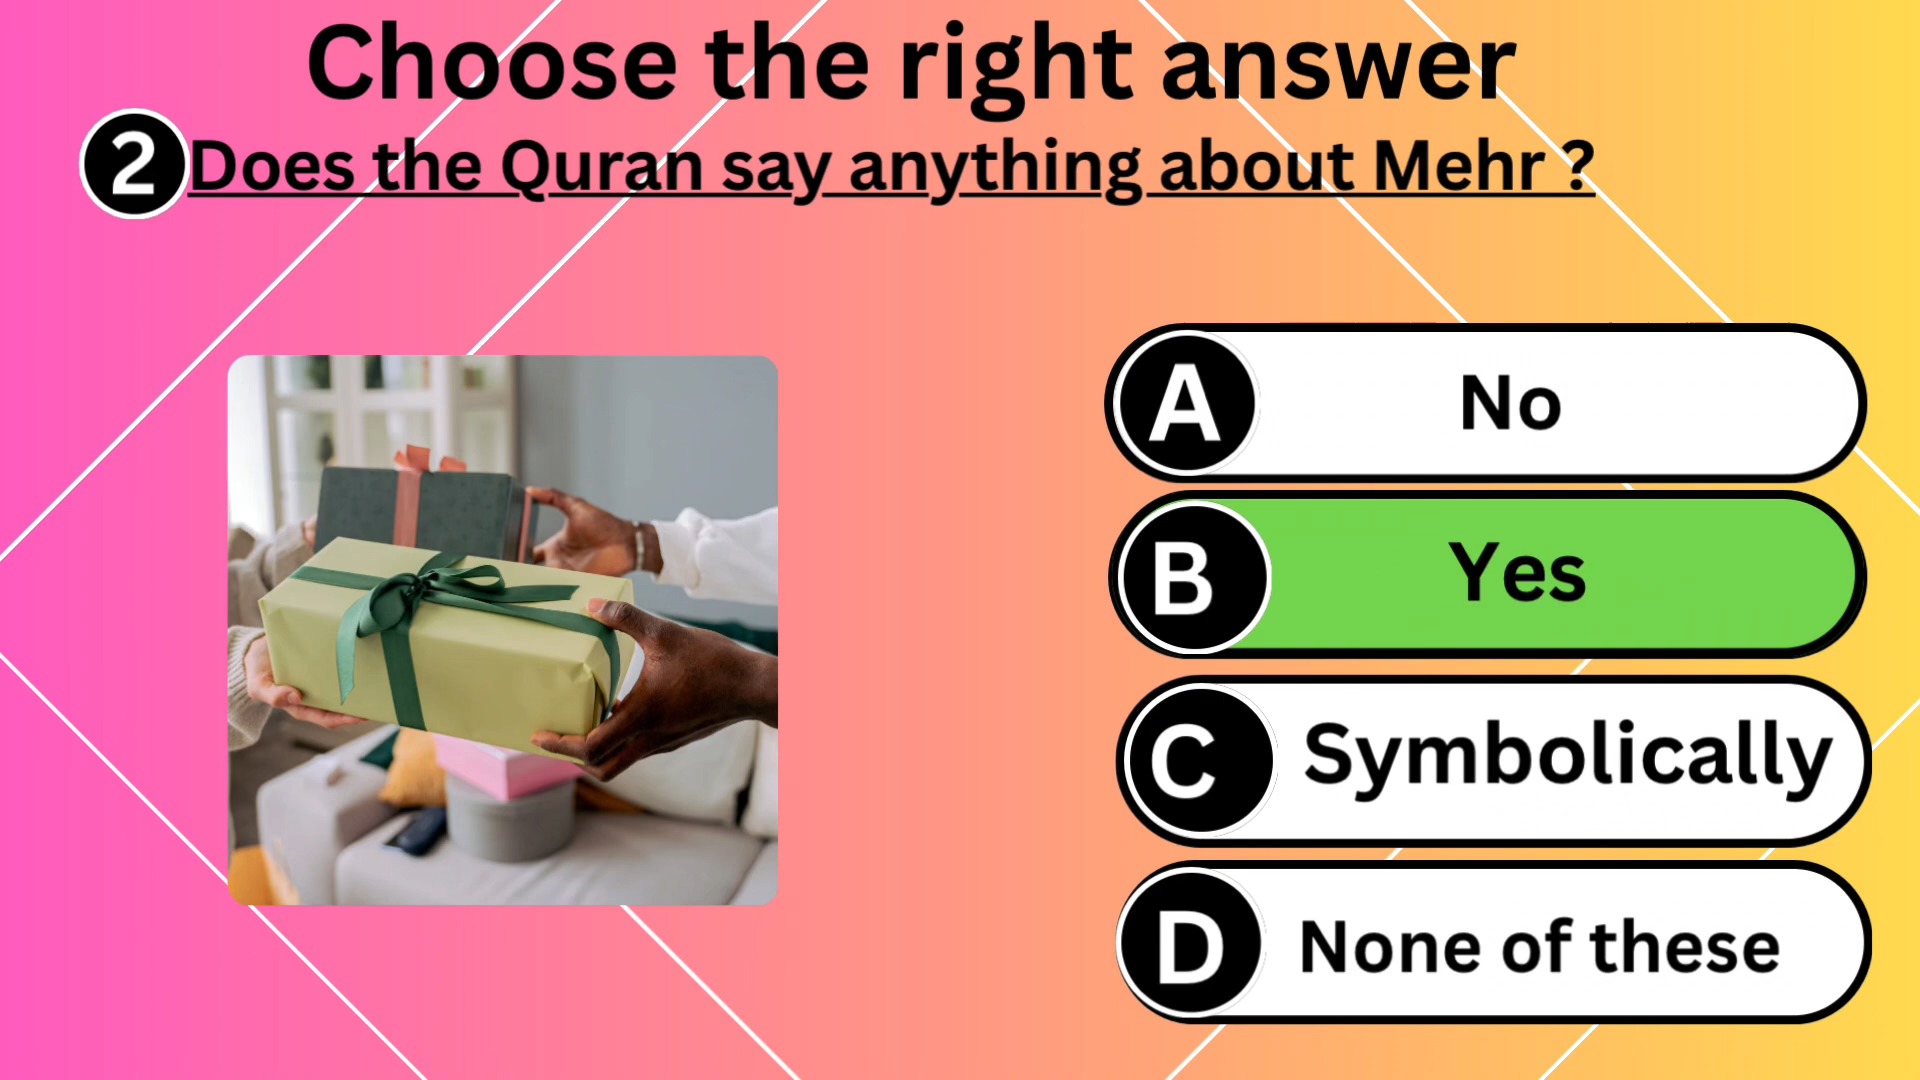 Choose the right answer
2 Does the Quran say anything about Mehr ?
A No
B Yes
C Symbolically
D None of these